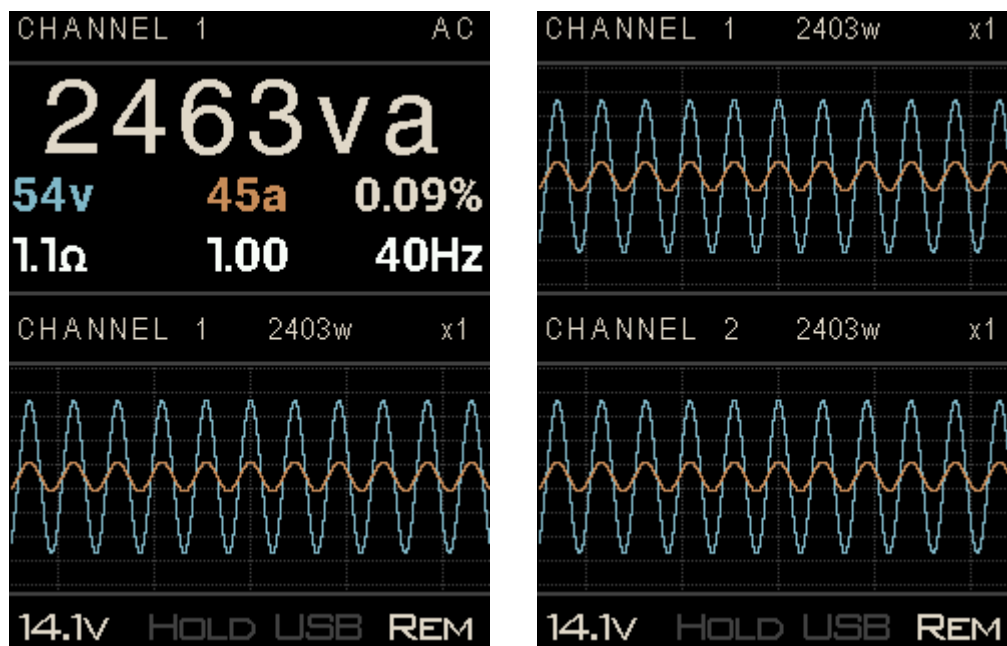 CHANNEL 1 AC
2463va
54v 45a 0.09%
1.1Ω 1.00 40Hz
CHANNEL 1 2403w x1
14.1V HOLD USB REM
CHANNEL 1 2403w x1
CHANNEL 2 2403w x1
14.1V HOLD USB REM